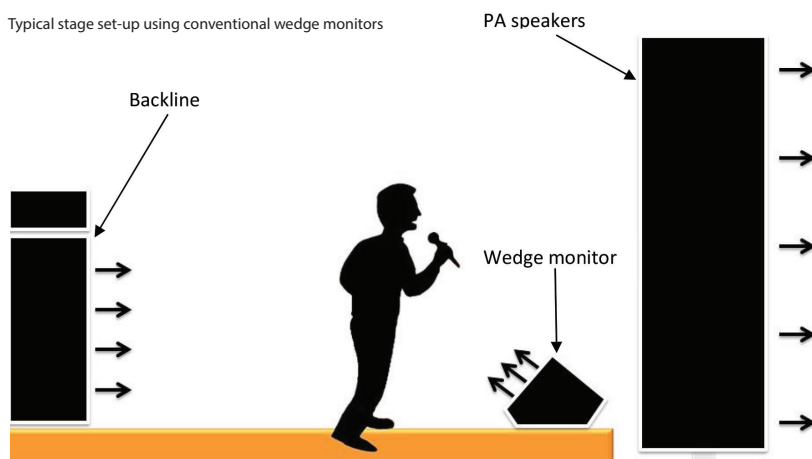 Typical stage set-up using conventional wedge monitors
PA speakers
Backline
Wedge monitor